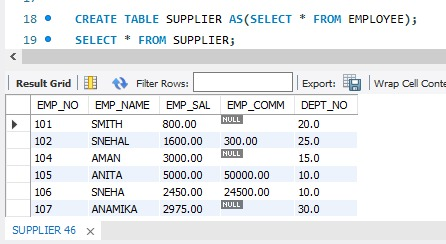 18 CREATE TABLE SUPPLIER AS(SELECT * FROM EMPLOYEE);
19 SELECT * FROM SUPPLIER;
Result Grid Filter Rows: Export: Wrap Cell Conte
EMP_NO EMP_NAME EMP_SAL EMP_COMM DEPT_NO
101 SMITH 800.00 NULL 20.0
102 SNEHAL 1600.00 300.00 25.0
104 AMAN 3000.00 NULL 15.0
105 ANITA 5000.00 50000.00 10.0
106 SNEHA 2450.00 24500.00 10.0
107 ANAMIKA 2975.00 NULL 30.0
SUPPLIER 46